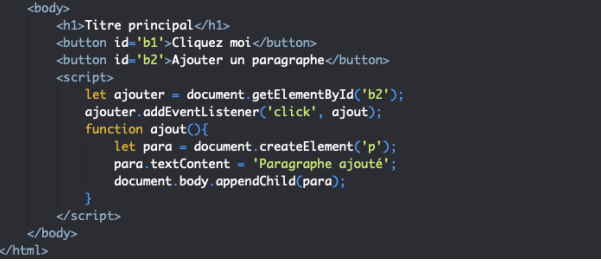 <body>
<h1>Titre principal</h1>
<button id='b1'>Cliquez moi</button>
<button id='b2'>Ajouter un paragraphe</button>
<script>
let ajouter = document.getElementById('b2');
ajouter.addEventListener('click', ajout);
function ajout(){
let para = document.createElement('p');
para.textContent = 'Paragraphe ajouté';
document.body.appendChild(para);
}
</script>
</body>
</html>